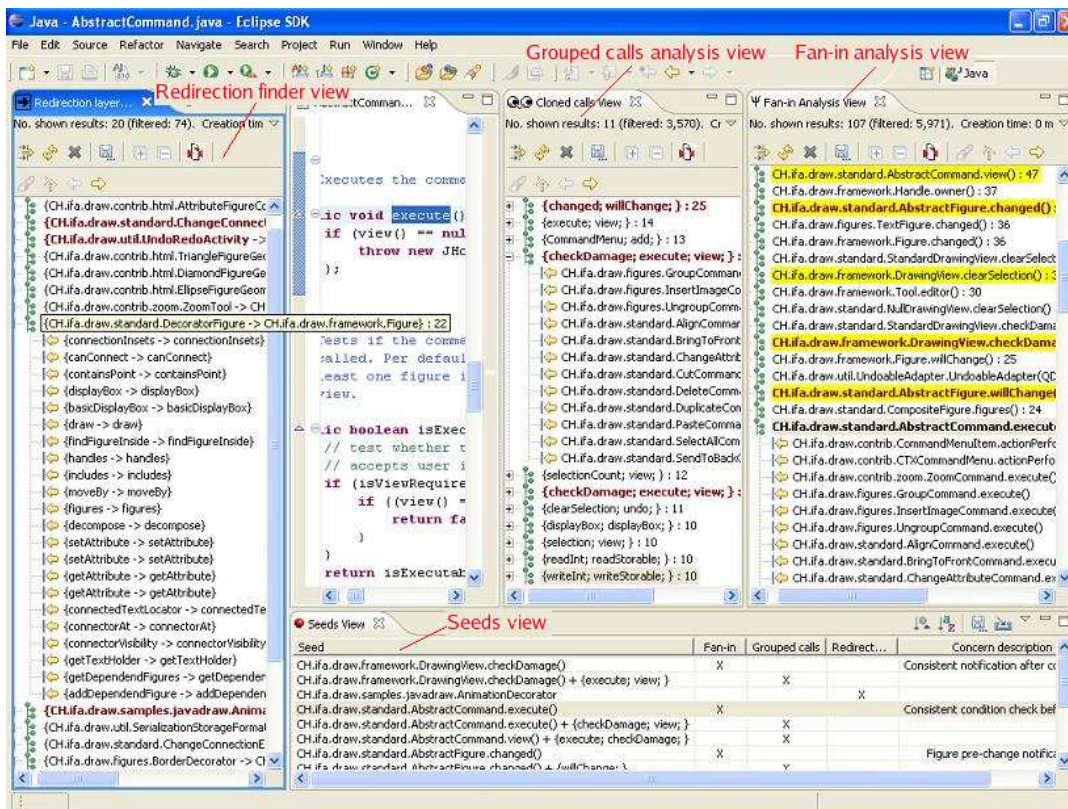 Java - AbstractCommand.java - Eclipse SDK
File Edit Source Refactor Navigate Search Project Run Window Help
Grouped calls analysis view
Fan-in analysis view
Java
Redirection finder view
Redirection layer...
No. shown results: 20 (filtered: 74). Creation tim
{CH.ifa.draw.contrib.html.AttributeFigureCo
{CH.ifa.draw.standard.ChangeConnect
{CH.ifa.draw.util.UndoRedoActivity ->
{CH.ifa.draw.contrib.html.TriangleFigureGeo
{CH.ifa.draw.contrib.html.DiamondFigureGe
{CH.ifa.draw.contrib.html.EllipseFigureGeom
{CH.ifa.draw.contrib.zoom.ZoomTool -> CH
{CH.ifa.draw.standard.DecoratorFigure -> CH.ifa.draw.framework.Figure} : 22
{connectionInsets -> connectionInsets}
{canConnect -> canConnect}
{containsPoint -> containsPoint}
{displayBox -> displayBox}
{basicDisplayBox -> basicDisplayBox}
{draw -> draw}
{findFigureInside -> findFigureInside}
{handles -> handles}
{includes -> includes}
{moveBy -> moveBy}
{figures -> figures}
{decompose -> decompose}
{setAttribute -> setAttribute}
{setAttribute -> setAttribute}
{getAttribute -> getAttribute}
{getAttribute -> getAttribute}
{connectedTextLocator -> connectedTe
{connectorAt -> connectorAt}
{connectorVisibility -> connectorVisibility
{getTextHolder -> getTextHolder}
{getDependendFigures -> getDependen
{addDependendFigure -> addDependen
{CH.ifa.draw.samples.javadraw.Anima
{CH.ifa.draw.util.SerializationStorageFormat
{CH.ifa.draw.standard.ChangeConnectionE
{CH.ifa.draw.figures.BorderDecorator -> CH
AbstractComman...
Executes the comma
ic void execute()
if (view() == nul
throw new JHo
);
Tests if the comme
called. Per defaul
least one figure i
view.
ic boolean isExec
// test whether t
// accepts user i
if (isViewRequire
if ((view() =
return fa
)
)
return isExecutab
Cloned calls View
No. shown results: 11 (filtered: 3,570). Cr
{changed; willChange; } : 25
{execute; view; } : 14
{CommandMenu; add; } : 13
{checkDamage; execute; view; } :
CH.ifa.draw.figures.GroupComman
CH.ifa.draw.figures.InsertImageCo
CH.ifa.draw.figures.UngroupComm
CH.ifa.draw.standard.AlignCommar
CH.ifa.draw.standard.BringToFront
CH.ifa.draw.standard.ChangeAttrib
CH.ifa.draw.standard.CutCommand
CH.ifa.draw.standard.DeleteComm
CH.ifa.draw.standard.DuplicateCon
CH.ifa.draw.standard.PasteComma
CH.ifa.draw.standard.SelectAllCom
CH.ifa.draw.standard.SendToBack
{selectionCount; view; } : 12
{checkDamage; execute; view; } :
{clearSelection; undo; } : 11
{displayBox; displayBox; } : 10
{selection; view; } : 10
{readInt; readStorable; } : 10
{writeInt; writeStorable; } : 10
Fan-in Analysis View
No. shown results: 107 (filtered: 5,971). Creation time: 0 m
CH.ifa.draw.standard.AbstractCommand.view() : 47
CH.ifa.draw.framework.Handle.owner() : 37
CH.ifa.draw.standard.AbstractFigure.changed() :
CH.ifa.draw.figures.TextFigure.changed() : 36
CH.ifa.draw.framework.Figure.changed() : 36
CH.ifa.draw.standard.StandardDrawingView.clearSelect
CH.ifa.draw.framework.DrawingView.clearSelection() : 3
CH.ifa.draw.framework.Tool.editor() : 30
CH.ifa.draw.standard.NullDrawingView.clearSelection()
CH.ifa.draw.standard.StandardDrawingView.checkDama
CH.ifa.draw.framework.DrawingView.checkDama
CH.ifa.draw.framework.Figure.willChange() : 25
CH.ifa.draw.util.UndoableAdapter.UndoableAdapter(QD
CH.ifa.draw.standard.AbstractFigure.willChange(
CH.ifa.draw.standard.CompositeFigure.figures() : 24
CH.ifa.draw.standard.AbstractCommand.execut
CH.ifa.draw.contrib.CommandMenuItem.actionPerfo
CH.ifa.draw.contrib.CTXCommandMenu.actionPerfo
CH.ifa.draw.contrib.zoom.ZoomCommand.execute(
CH.ifa.draw.figures.GroupCommand.execute()
CH.ifa.draw.figures.InsertImageCommand.execute(
CH.ifa.draw.figures.UngroupCommand.execute()
CH.ifa.draw.standard.AlignCommand.execute()
CH.ifa.draw.standard.BringToFrontCommand.execu
CH.ifa.draw.standard.ChangeAttributeCommand.ex
Seeds View
Seeds view
Seed Fan-in Grouped calls Redirect... Concern description
CH.ifa.draw.framework.DrawingView.checkDamage() X Consistent notification after co
CH.ifa.draw.framework.DrawingView.checkDamage() + {execute; view; } X
CH.ifa.draw.samples.javadraw.AnimationDecorator X
CH.ifa.draw.standard.AbstractCommand.execute() X Consistent condition check bef
CH.ifa.draw.standard.AbstractCommand.execute() + {checkDamage; view; } X
CH.ifa.draw.standard.AbstractCommand.view() + {execute; checkDamage; } X
CH.ifa.draw.standard.AbstractFigure.changed() X Figure pre-change notifica
CH.ifa.draw.standard.AbstractFigure.changed() + {willChange; } X